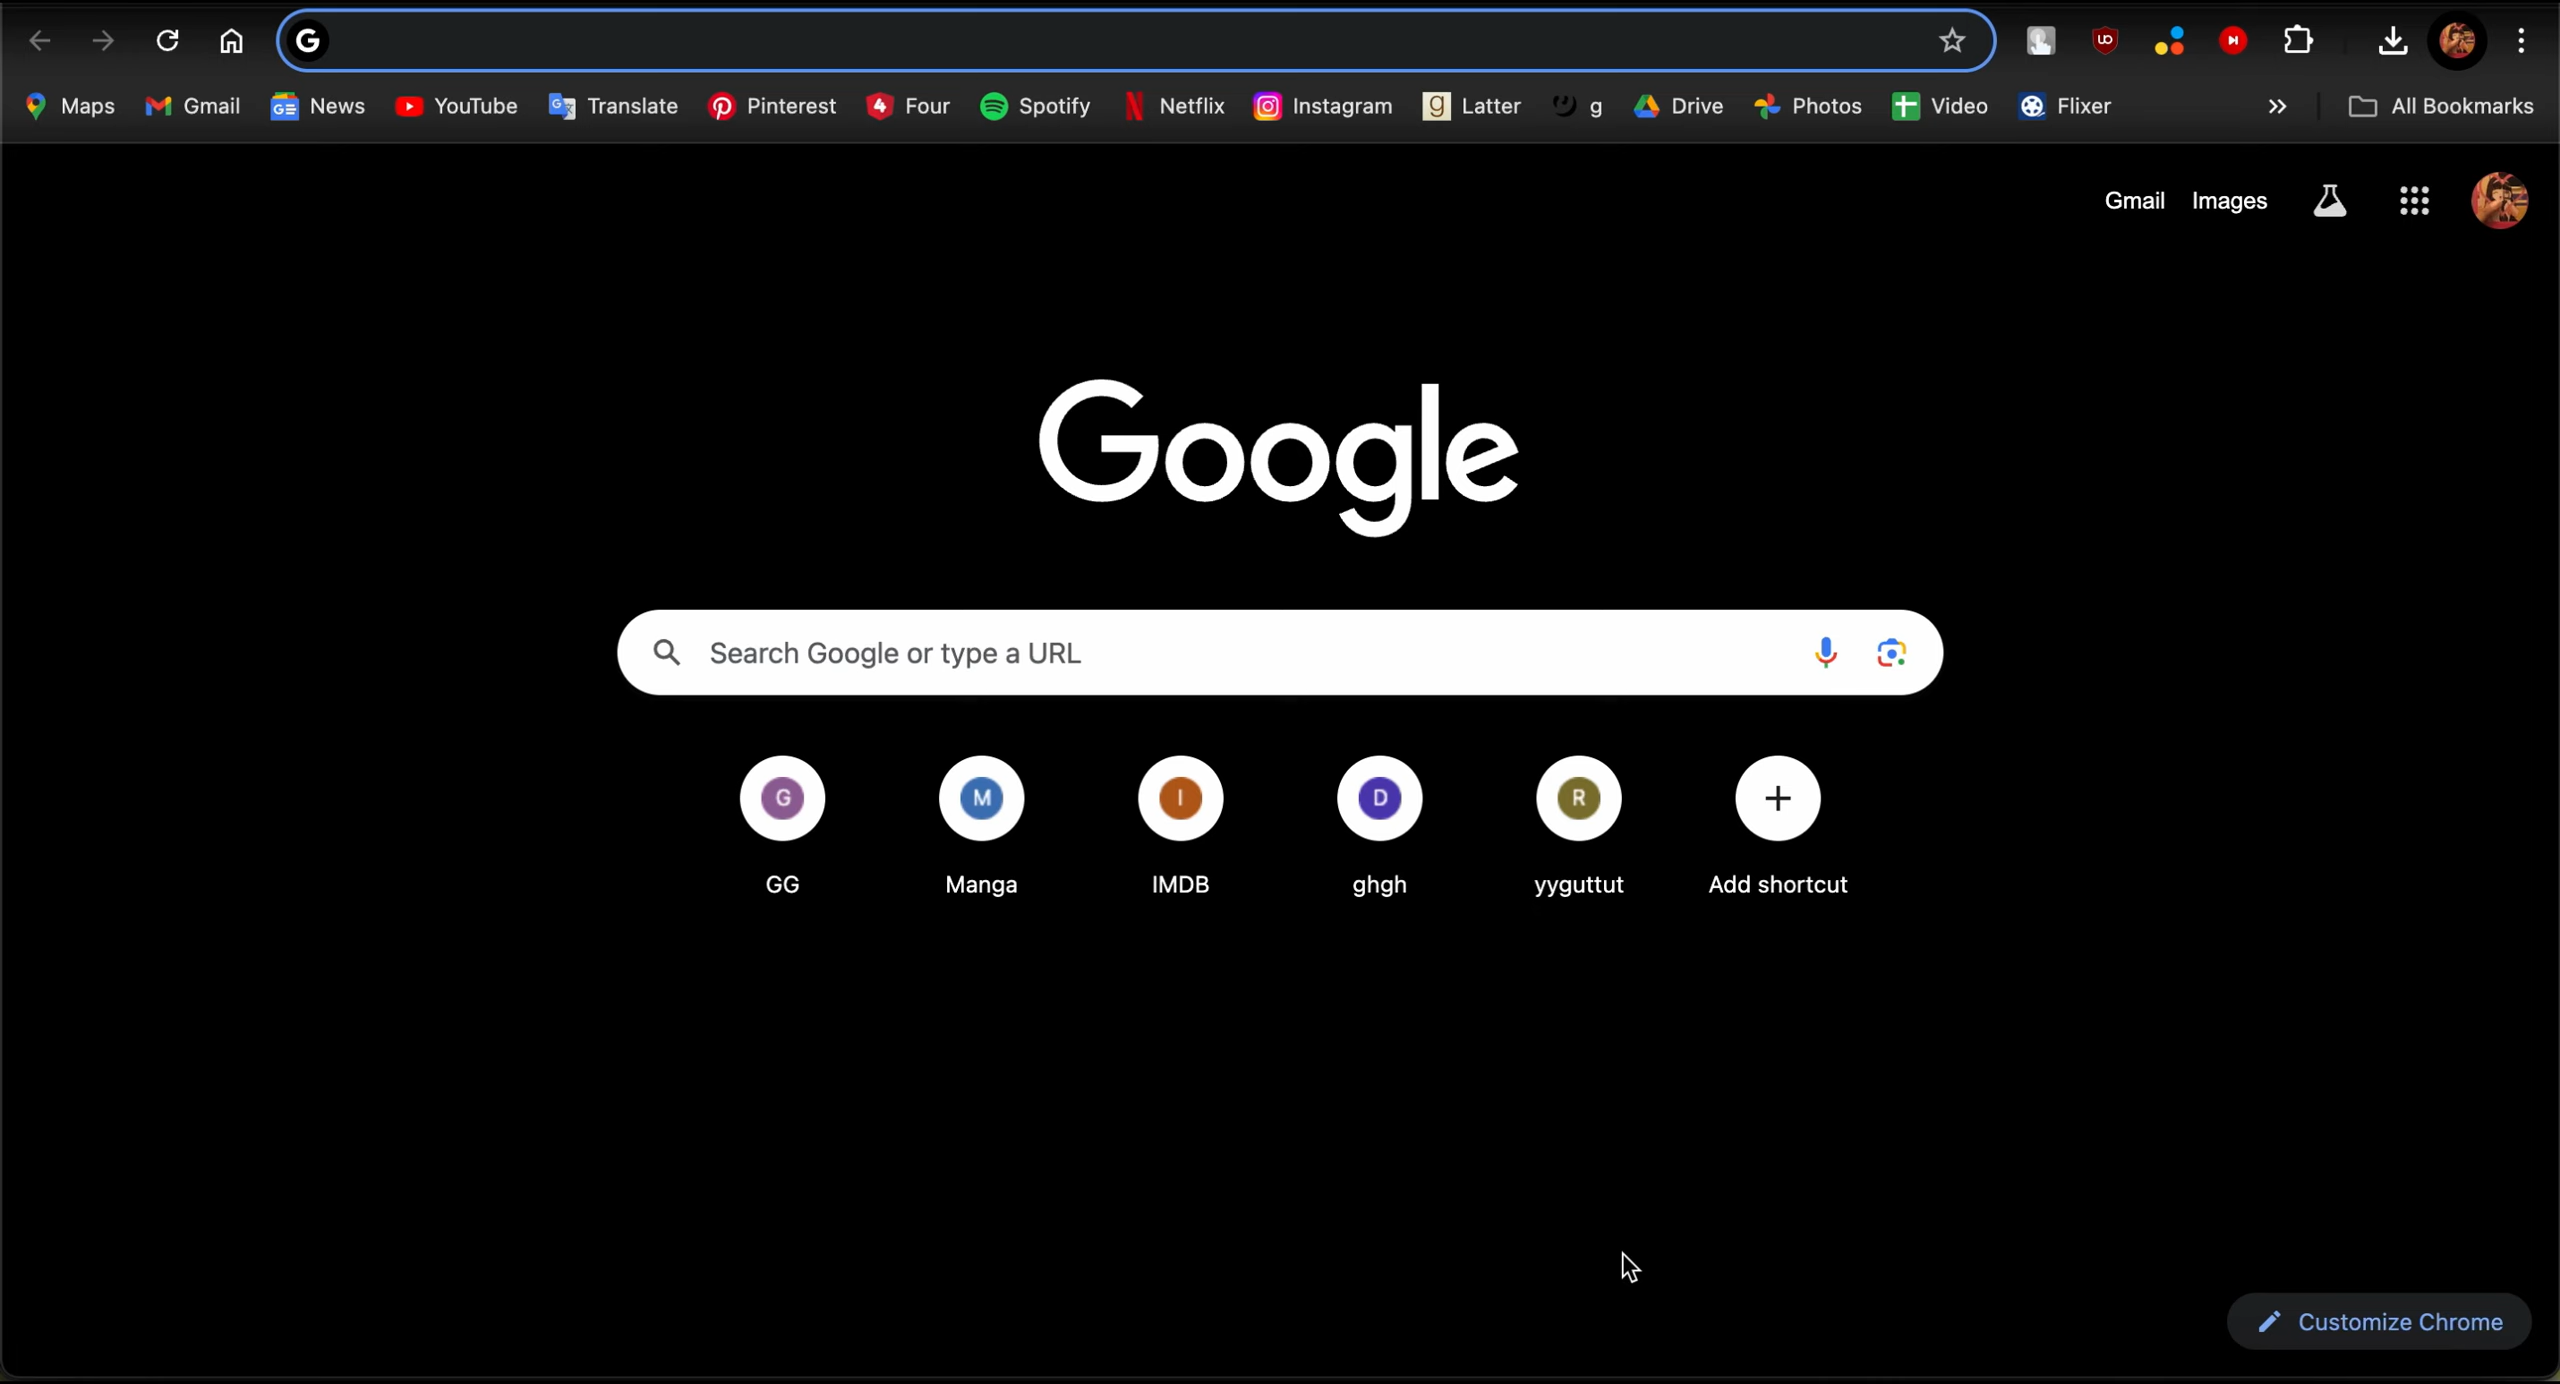 Maps Gmail News YouTube Translate Pinterest Four Spotify Netflix Instagram Latter g Drive Photos Video Flixer » All Bookmarks
Gmail Images
Google
Search Google or type a URL
G M I D R
GG Manga IMDB ghgh yyguttut Add shortcut
Customize Chrome